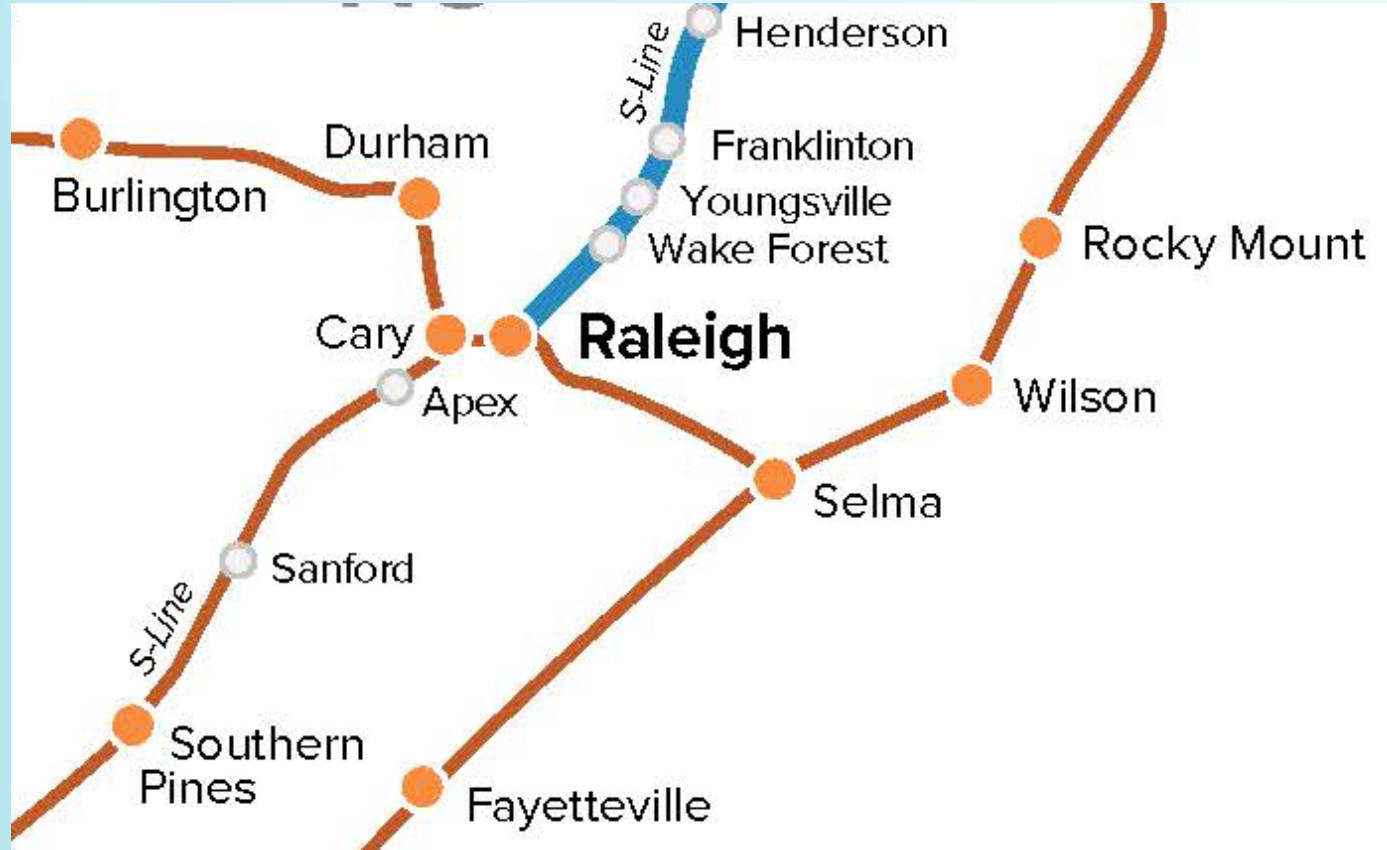 Henderson
S-Line
Durham
Franklinton
Burlington
Youngsville
Wake Forest
Rocky Mount
Cary
Raleigh
Apex
Wilson
Selma
Sanford
S-Line
Southern
Pines
Fayetteville